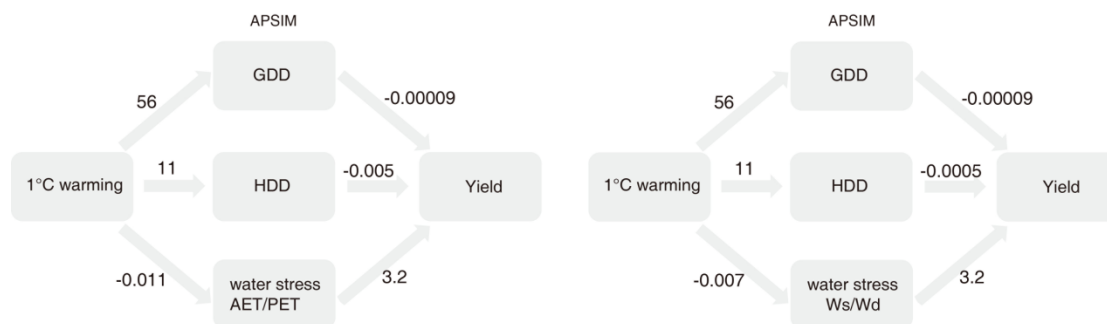 APSIM
GDD
56
-0.00009
1°C warming
11
HDD
-0.005
Yield
-0.011
water stress
AET/PET
3.2
APSIM
GDD
56
-0.00009
1°C warming
11
HDD
-0.0005
Yield
-0.007
water stress
Ws/Wd
3.2